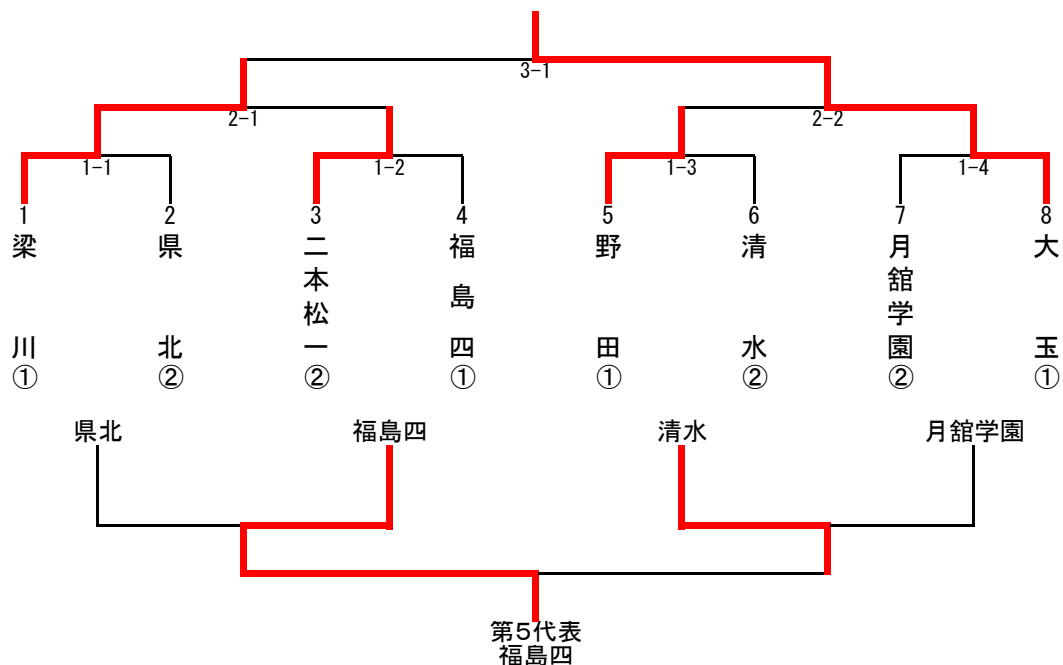 3-1
2-1
2-2
1-1
1-2
1-3
1-4
1
2
3
4
5
6
7
8
梁川①
県北②
二本松一②
福島四①
野田①
清水②
月舘学園②
大玉①
県北
福島四
清水
月舘学園
第5代表
福島四